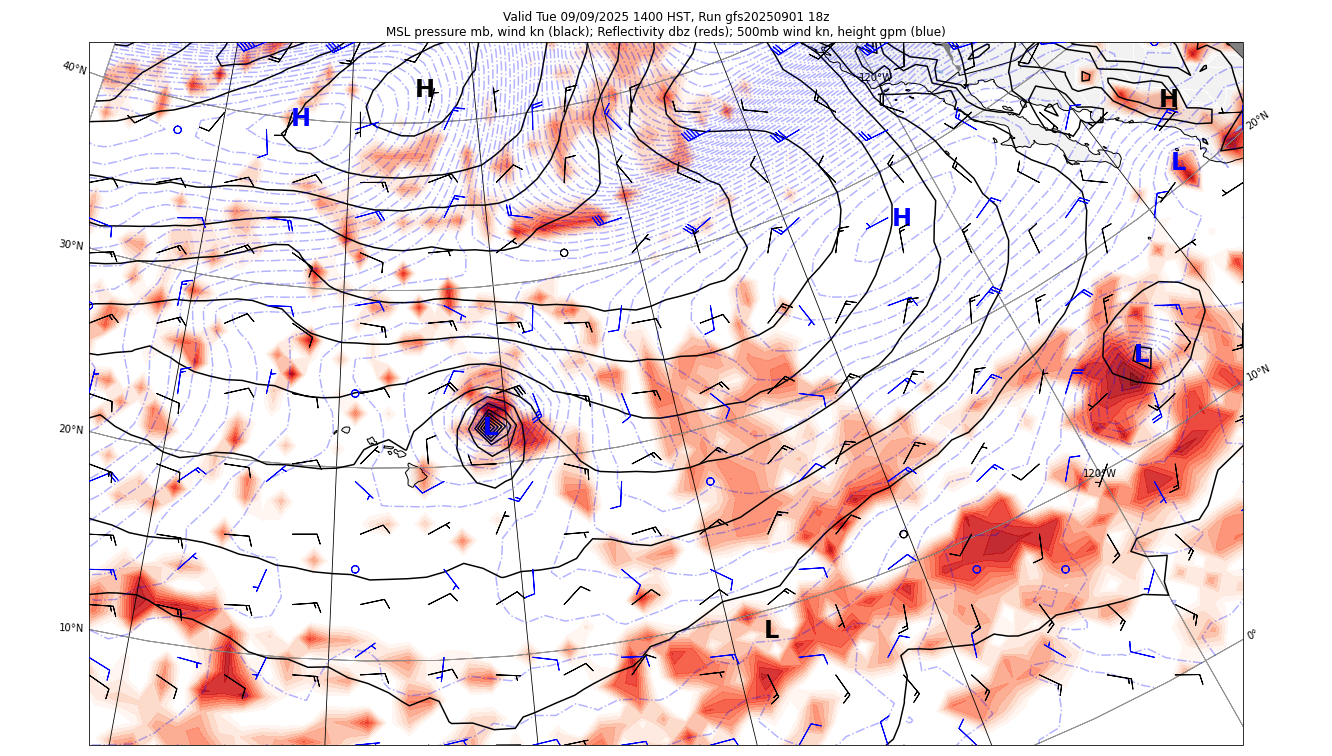 Valid Tue 09/09/2025 1400 HST, Run gfs20250901 18z
MSL pressure mb, wind kn (black); Reflectivity dbz (reds); 500mb wind kn, height gpm (blue)
40°N
120°W
H
H
H
20°N
L
H
30°N
L
10°N
L
20°N
120°W
10°N
L
0°